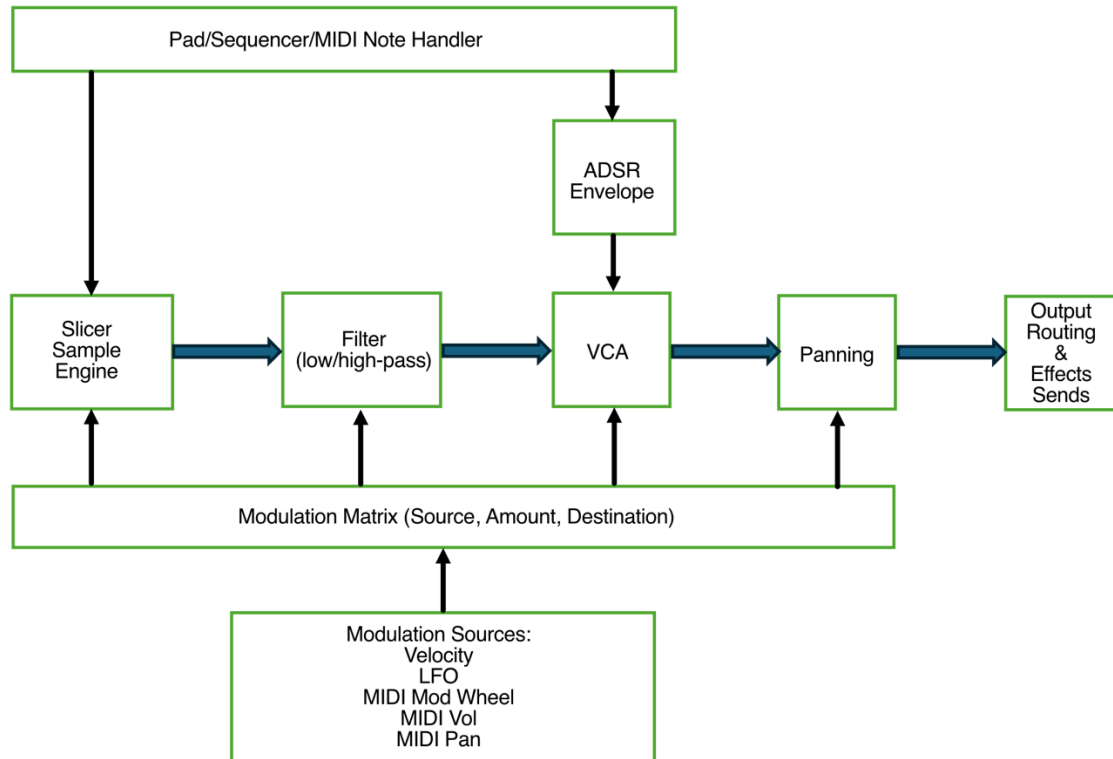 Pad/Sequencer/MIDI Note Handler
ADSR
Envelope
Slicer
Sample
Engine
Filter
(low/high-pass)
VCA
Panning
Output
Routing
&
Effects
Sends
Modulation Matrix (Source, Amount, Destination)
Modulation Sources:
Velocity
LFO
MIDI Mod Wheel
MIDI Vol
MIDI Pan